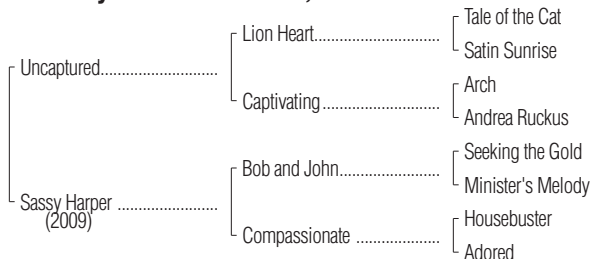 Tale of the Cat
Lion Heart
Satin Sunrise
Uncaptured
Arch
Captivating
Andrea Ruckus
Seeking the Gold
Bob and John
Minister's Melody
Sassy Harper
(2009)
Housebuster
Compassionate
Adored